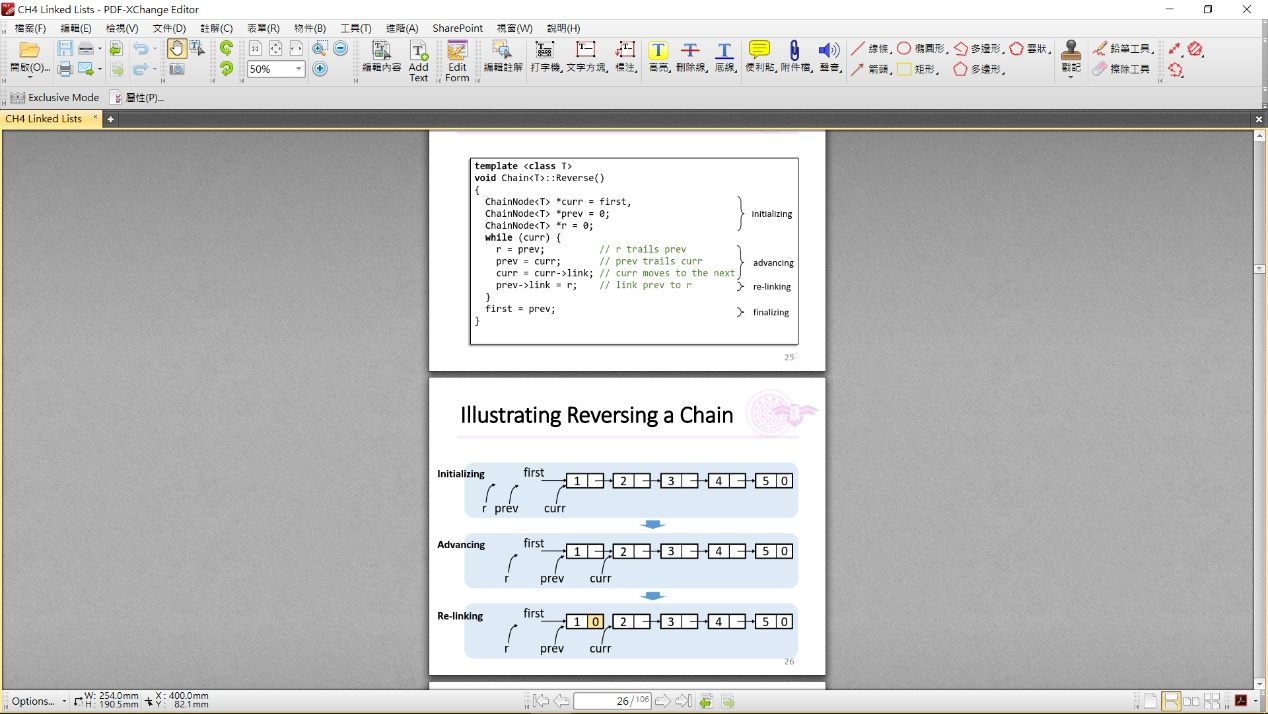 CH4 Linked Lists - PDF-XChange Editor
檔案(F) 編輯(E) 檢視(V) 文件(D) 註解(C) 表單(R) 物件(B) 工具(T) 進階(A) SharePoint 視窗(W) 說明(H)
開啟(O)... 50% 編輯內容 Add Text Edit Form 編輯註解 打字機 文字方塊 標注 高亮 刪除線 底線 便利貼 附件檔 聲音 線條 橢圓形 多邊形 雲狀 戳記 鉛筆工具
箭頭 矩形 多邊形 擦除工具
Exclusive Mode 屬性(P)...
CH4 Linked Lists
template <class T>
void Chain<T>::Reverse()
{
ChainNode<T> *curr = first,
ChainNode<T> *prev = 0; initializing
ChainNode<T> *r = 0;
while (curr) {
r = prev; // r trails prev
prev = curr; // prev trails curr advancing
curr = curr->link; // curr moves to the next
prev->link = r; // link prev to r re-linking
}
first = prev; finalizing
}
25
Illustrating Reversing a Chain
Initializing first 1 2 3 4 5 0
r prev curr
Advancing first 1 2 3 4 5 0
r prev curr
Re-linking first 1 0 2 3 4 5 0
r prev curr
26
Options... W: 254.0mm X: 400.0mm 26 / 106
H: 190.5mm Y: 82.1mm